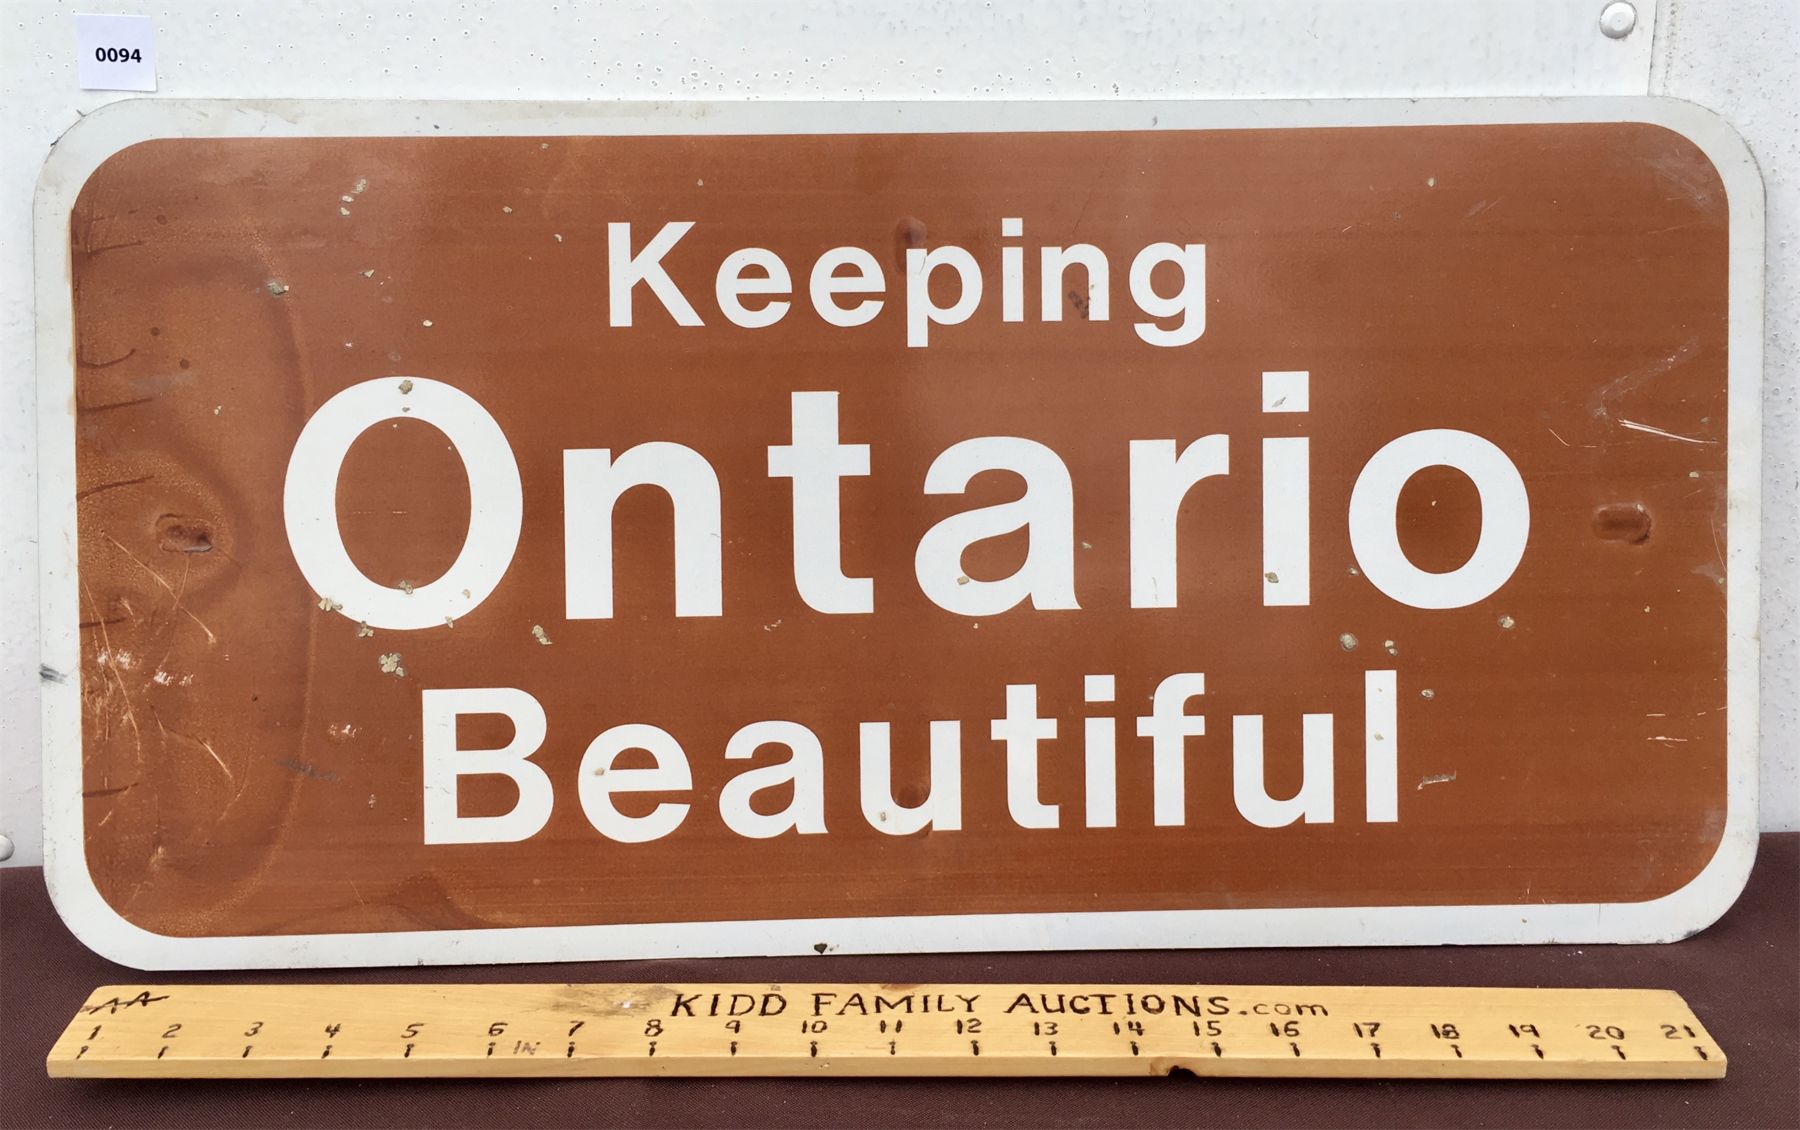 0094
Keeping
Ontario
Beautiful
AA
KIDD FAMILY AUCTIONS.com
1 2 3 4 5 6 7 8 9 10 11 12 13 14 15 16 17 18 19 20 21
IN